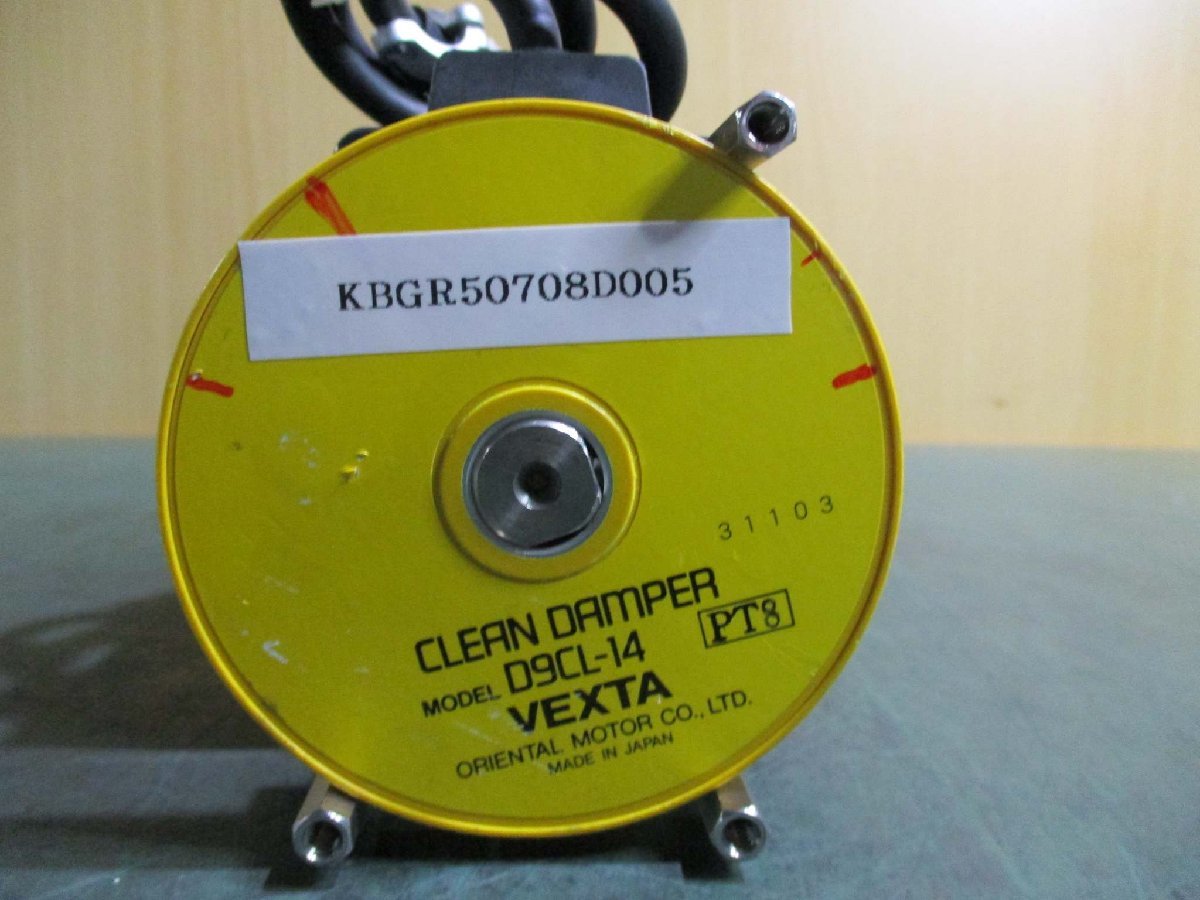 KBGR50708D005
31103
CLEAN DAMPER
MODEL D9CL-14 PT8
VEXTA
ORIENTAL MOTOR CO., LTD.
MADE IN JAPAN